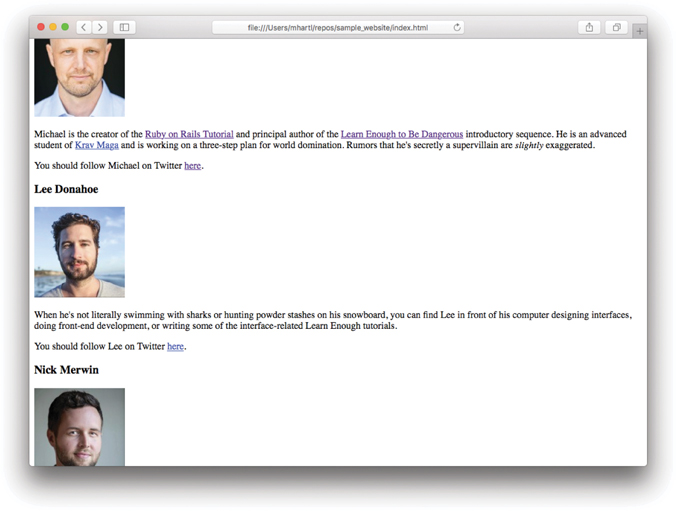 file:///Users/mhartl/repos/sample_website/index.html
Michael is the creator of the Ruby on Rails Tutorial and principal author of the Learn Enough to Be Dangerous introductory sequence. He is an advanced
student of Krav Maga and is working on a three-step plan for world domination. Rumors that he's secretly a supervillain are slightly exaggerated.
You should follow Michael on Twitter here.
Lee Donahoe
When he's not literally swimming with sharks or hunting powder stashes on his snowboard, you can find Lee in front of his computer designing interfaces,
doing front-end development, or writing some of the interface-related Learn Enough tutorials.
You should follow Lee on Twitter here.
Nick Merwin